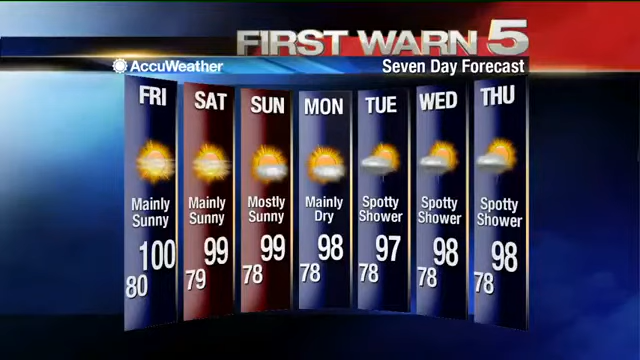 FIRST WARN 5
AccuWeather Seven Day Forecast
FRI SAT SUN MON TUE WED THU
Mainly Mainly Mostly Mainly Spotty Spotty Spotty
Sunny Sunny Sunny Dry Shower Shower Shower
100 99 99 98 97 98 98
80 79 78 78 78 78 78